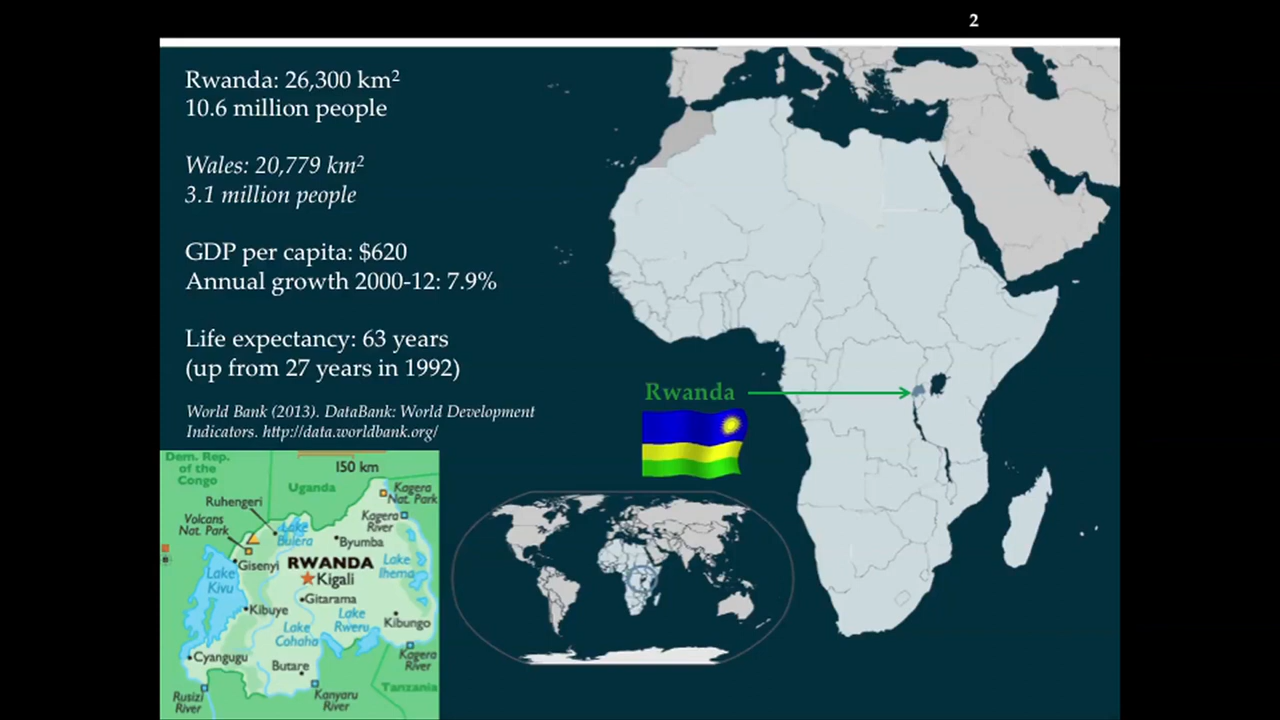 2
Rwanda: 26,300 km²
10.6 million people
Wales: 20,779 km²
3.1 million people
GDP per capita: $620
Annual growth 2000-12: 7.9%
Life expectancy: 63 years
(up from 27 years in 1992)
World Bank (2013). DataBank: World Development
Indicators. http://data.worldbank.org/
Rwanda
Dem. Rep.
of the
Congo
150 km
Uganda
Kagera
Nat. Park
Ruhengeri
Volcans
Nat. Park
Kagera
River
Lake
Bulera
Byumba
Gisenyi
RWANDA
Lake
Ihema
Lake
Kivu
Kigali
Gitarama
Kibuye
Lake
Rweru
Kibungo
Lake
Cohaha
Cyangugu
Butare
Kagera
River
Rusizi
River
Kanyaru
River
Tanzania